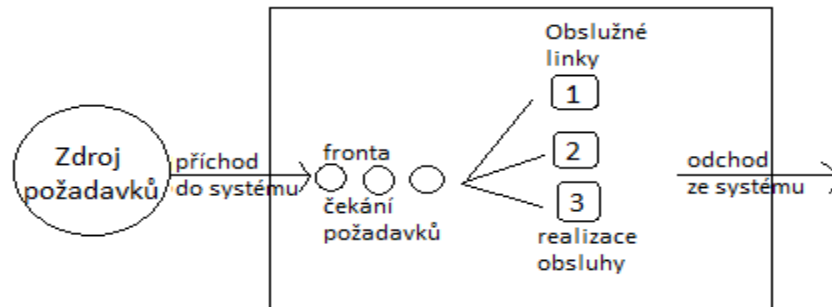 Zdroj
požadavků
příchod
do systému
fronta
čekání
požadavků
Obslužné
linky
1
2
3
realizace
obsluhy
odchod
ze systému